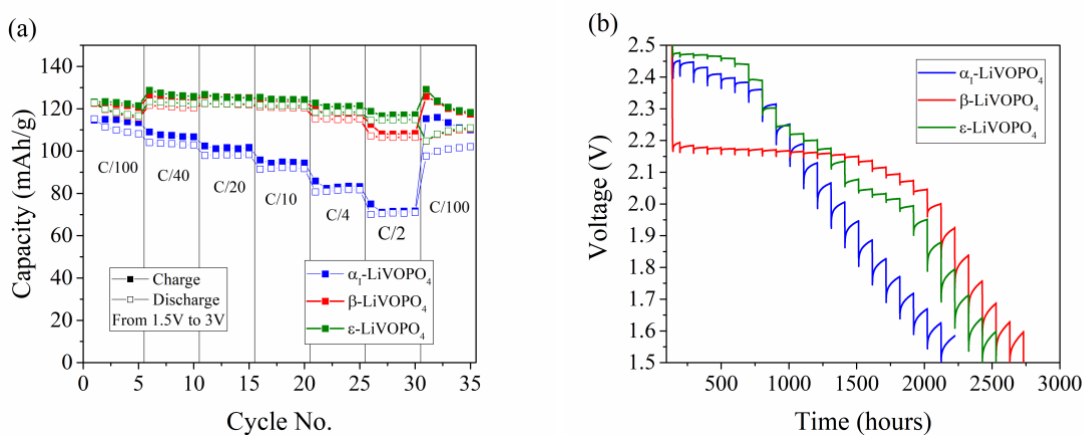 (a)
140
120
100
80
60
40
20
0
Capacity (mAh/g)
C/100
C/40
C/20
C/10
C/4
C/2
C/100
Charge
Discharge
From 1.5V to 3V
α₁-LiVOPO₄
β-LiVOPO₄
ε-LiVOPO₄
0 5 10 15 20 25 30 35
Cycle No.
(b)
2.5
2.4
2.3
2.2
2.1
2.0
1.9
1.8
1.7
1.6
1.5
Voltage (V)
α₁-LiVOPO₄
β-LiVOPO₄
ε-LiVOPO₄
500 1000 1500 2000 2500 3000
Time (hours)